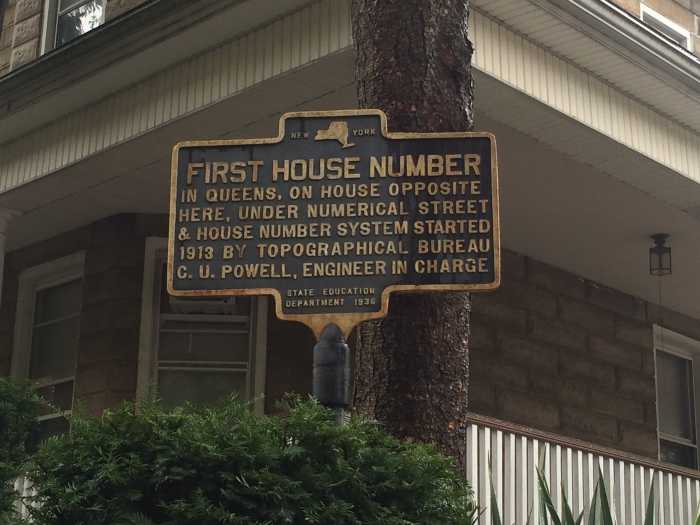 NEW YORK
FIRST HOUSE NUMBER
IN QUEENS, ON HOUSE OPPOSITE
HERE, UNDER NUMERICAL STREET
& HOUSE NUMBER SYSTEM STARTED
1913 BY TOPOGRAPHICAL BUREAU
C. U. POWELL, ENGINEER IN CHARGE
STATE EDUCATION
DEPARTMENT 1936